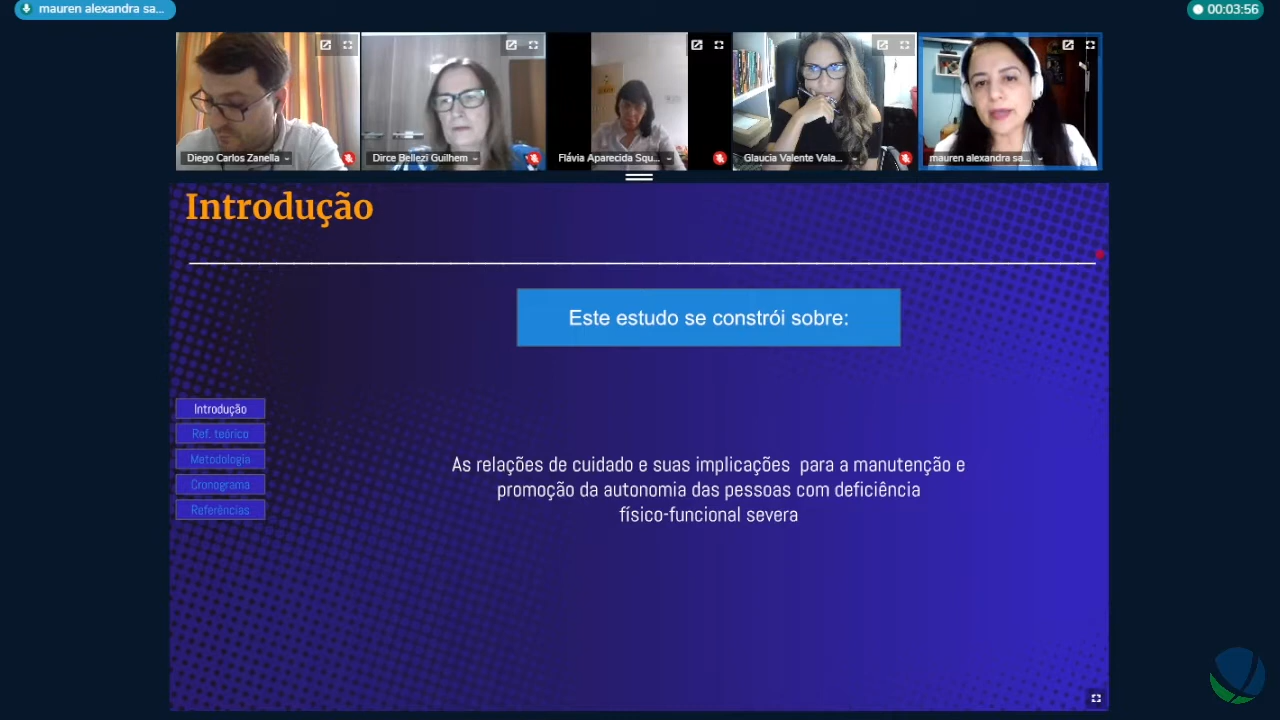 mauren alexandra sa...
00:03:56
Diego Carlos Zanella
Dirce Bellezi Guilhem
Flávia Aparecida Squ...
Glaucia Valente Vala...
mauren alexandra sa...
Introdução
Este estudo se constrói sobre:
Introdução
Ref. teórico
Metodologia
Cronograma
Referências
As relações de cuidado e suas implicações para a manutenção e
promoção da autonomia das pessoas com deficiência
físico-funcional severa